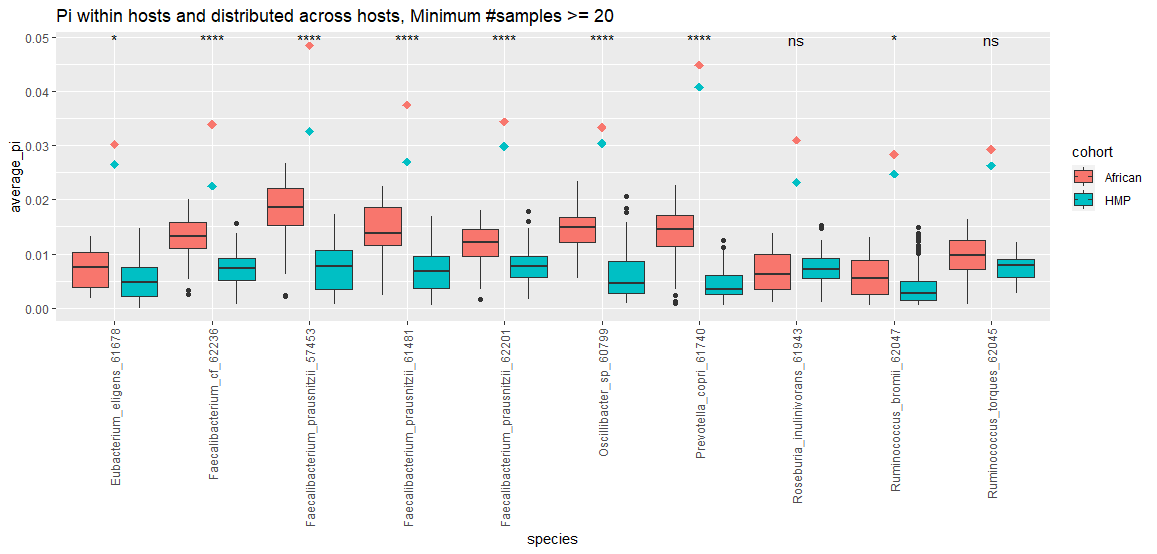 Pi within hosts and distributed across hosts, Minimum #samples >= 20
* **** **** **** **** **** **** ns * ns
0.05
0.04
0.03
0.02
0.01
0.00
average_pi
Eubacterium_eligens_61678
Faecalibacterium_cf_62236
Faecalibacterium_prausnitzii_57453
Faecalibacterium_prausnitzii_61481
Faecalibacterium_prausnitzii_62201
Oscillibacter_sp_60799
Prevotella_copri_61740
Roseburia_inulinivorans_61943
Ruminococcus_bromii_62047
Ruminococcus_torques_62045
species
cohort
African
HMP